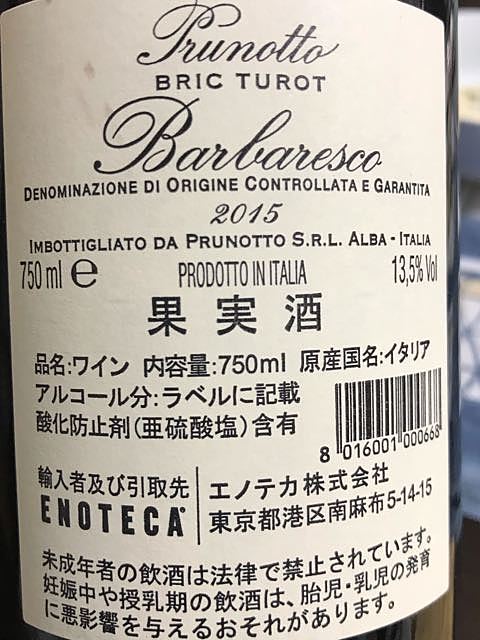 Prunotto
BRIC TUROT
Barbaresco
DENOMINAZIONE DI ORIGINE CONTROLLATA E GARANTITA
2015
IMBOTTIGLIATO DA PRUNOTTO S.R.L. ALBA - ITALIA
750 ml e PRODOTTO IN ITALIA 13,5% Vol
果実酒
品名:ワイン 内容量:750ml 原産国名:イタリア
アルコール分:ラベルに記載
酸化防止剤(亜硫酸塩)含有
8 016001 000668
輸入者及び引取先
ENOTECA
エノテカ株式会社
東京都港区南麻布5-14-15
未成年者の飲酒は法律で禁止されています。
妊娠中や授乳期の飲酒は、胎児・乳児の発育
に悪影響を与えるおそれがあります。